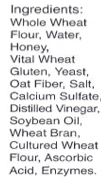 Ingredients:
Whole Wheat
Flour, Water,
Honey,
Vital Wheat
Gluten, Yeast,
Oat Fiber, Salt,
Calcium Sulfate,
Distilled Vinegar,
Soybean Oil,
Wheat Bran,
Cultured Wheat
Flour, Ascorbic
Acid, Enzymes.